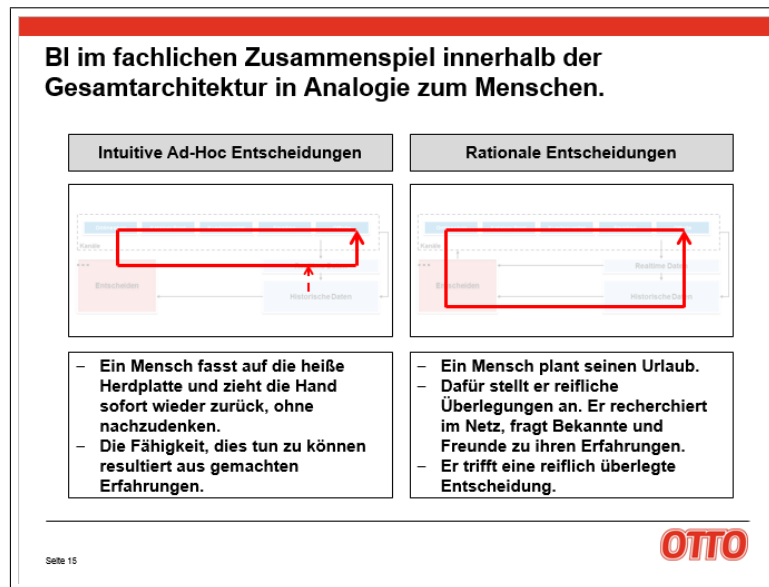 BI im fachlichen Zusammenspiel innerhalb der
Gesamtarchitektur in Analogie zum Menschen.
Intuitive Ad-Hoc Entscheidungen
Kanäle
Entscheiden
Historische Daten
– Ein Mensch fasst auf die heiße
Herdplatte und zieht die Hand
sofort wieder zurück, ohne
nachzudenken.
– Die Fähigkeit, dies tun zu können
resultiert aus gemachten
Erfahrungen.
Rationale Entscheidungen
Kanäle
Realtime Daten
Entscheiden
Historische Daten
– Ein Mensch plant seinen Urlaub.
– Dafür stellt er reifliche
Überlegungen an. Er recherchiert
im Netz, fragt Bekannte und
Freunde zu ihren Erfahrungen.
– Er trifft eine reiflich überlegte
Entscheidung.
Seite 15
OTTO